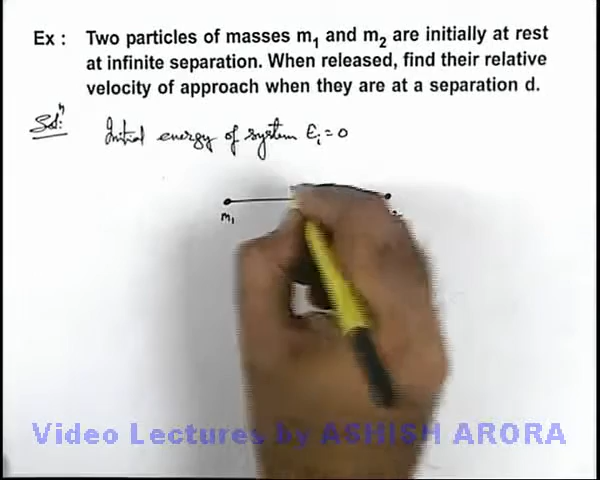 Ex : Two particles of masses m₁ and m₂ are initially at rest
at infinite separation. When released, find their relative
velocity of approach when they are at a separation d.
Solⁿ: Initial energy of system Eᵢ = 0
m₁
Video Lectures by ASHISH ARORA